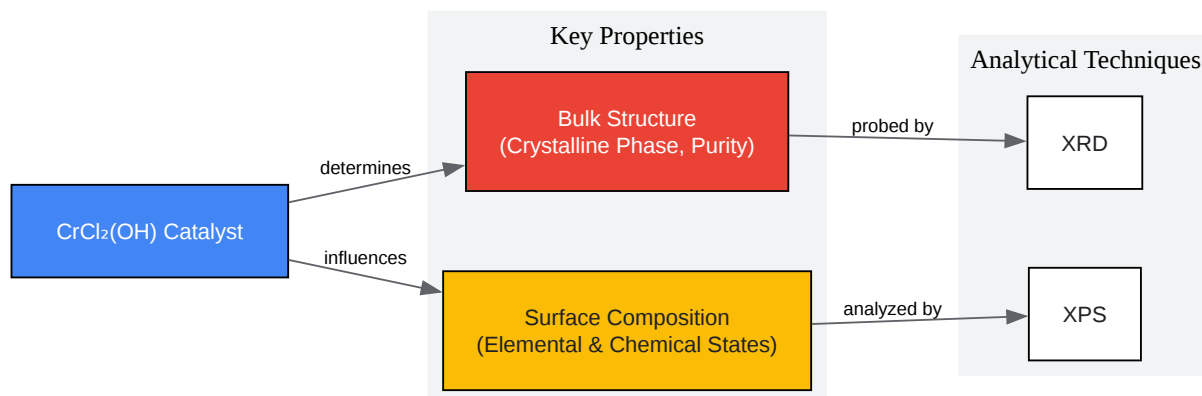 Key Properties
Analytical Techniques
Bulk Structure
(Crystalline Phase, Purity)
probed by
XRD
determines
CrCl₂(OH) Catalyst
influences
Surface Composition
(Elemental & Chemical States)
analyzed by
XPS